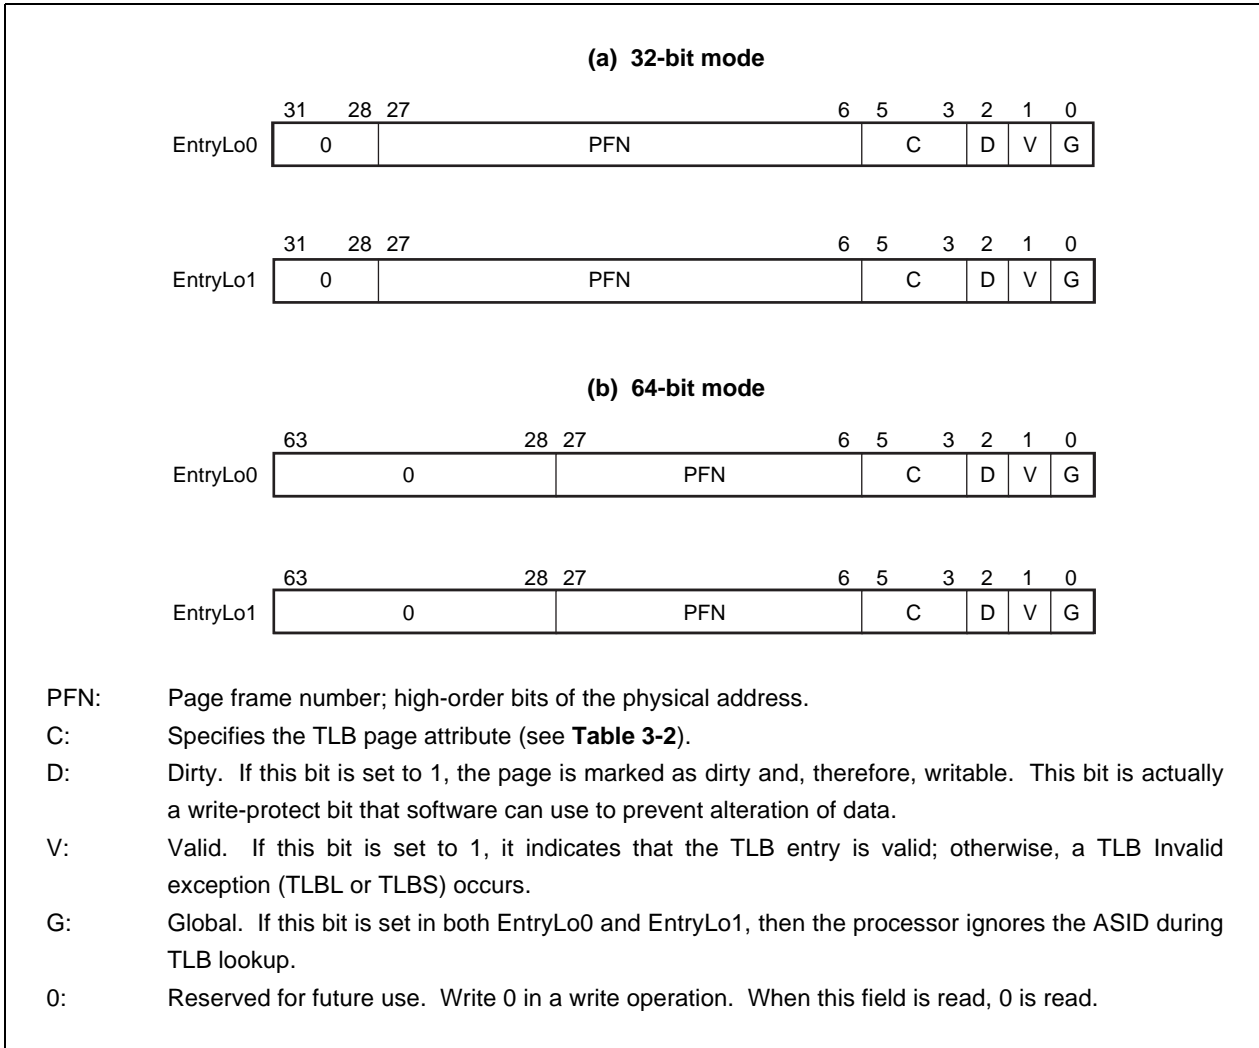 (a) 32-bit mode
31 28 27 6 5 3 2 1 0
EntryLo0 0 PFN C D V G
31 28 27 6 5 3 2 1 0
EntryLo1 0 PFN C D V G
(b) 64-bit mode
63 28 27 6 5 3 2 1 0
EntryLo0 0 PFN C D V G
63 28 27 6 5 3 2 1 0
EntryLo1 0 PFN C D V G
PFN: Page frame number; high-order bits of the physical address.
C: Specifies the TLB page attribute (see Table 3-2).
D: Dirty. If this bit is set to 1, the page is marked as dirty and, therefore, writable. This bit is actually
a write-protect bit that software can use to prevent alteration of data.
V: Valid. If this bit is set to 1, it indicates that the TLB entry is valid; otherwise, a TLB Invalid
exception (TLBL or TLBS) occurs.
G: Global. If this bit is set in both EntryLo0 and EntryLo1, then the processor ignores the ASID during
TLB lookup.
0: Reserved for future use. Write 0 in a write operation. When this field is read, 0 is read.